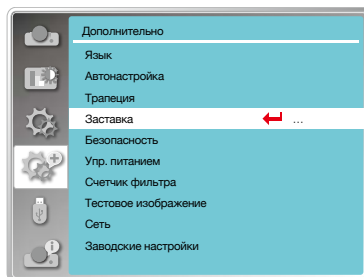 Дополнительно
Язык
Автонастройка
Трапеция
Заставка ...
Безопасность
Упр. питанием
Счетчик фильтра
Тестовое изображение
Сеть
Заводские настройки